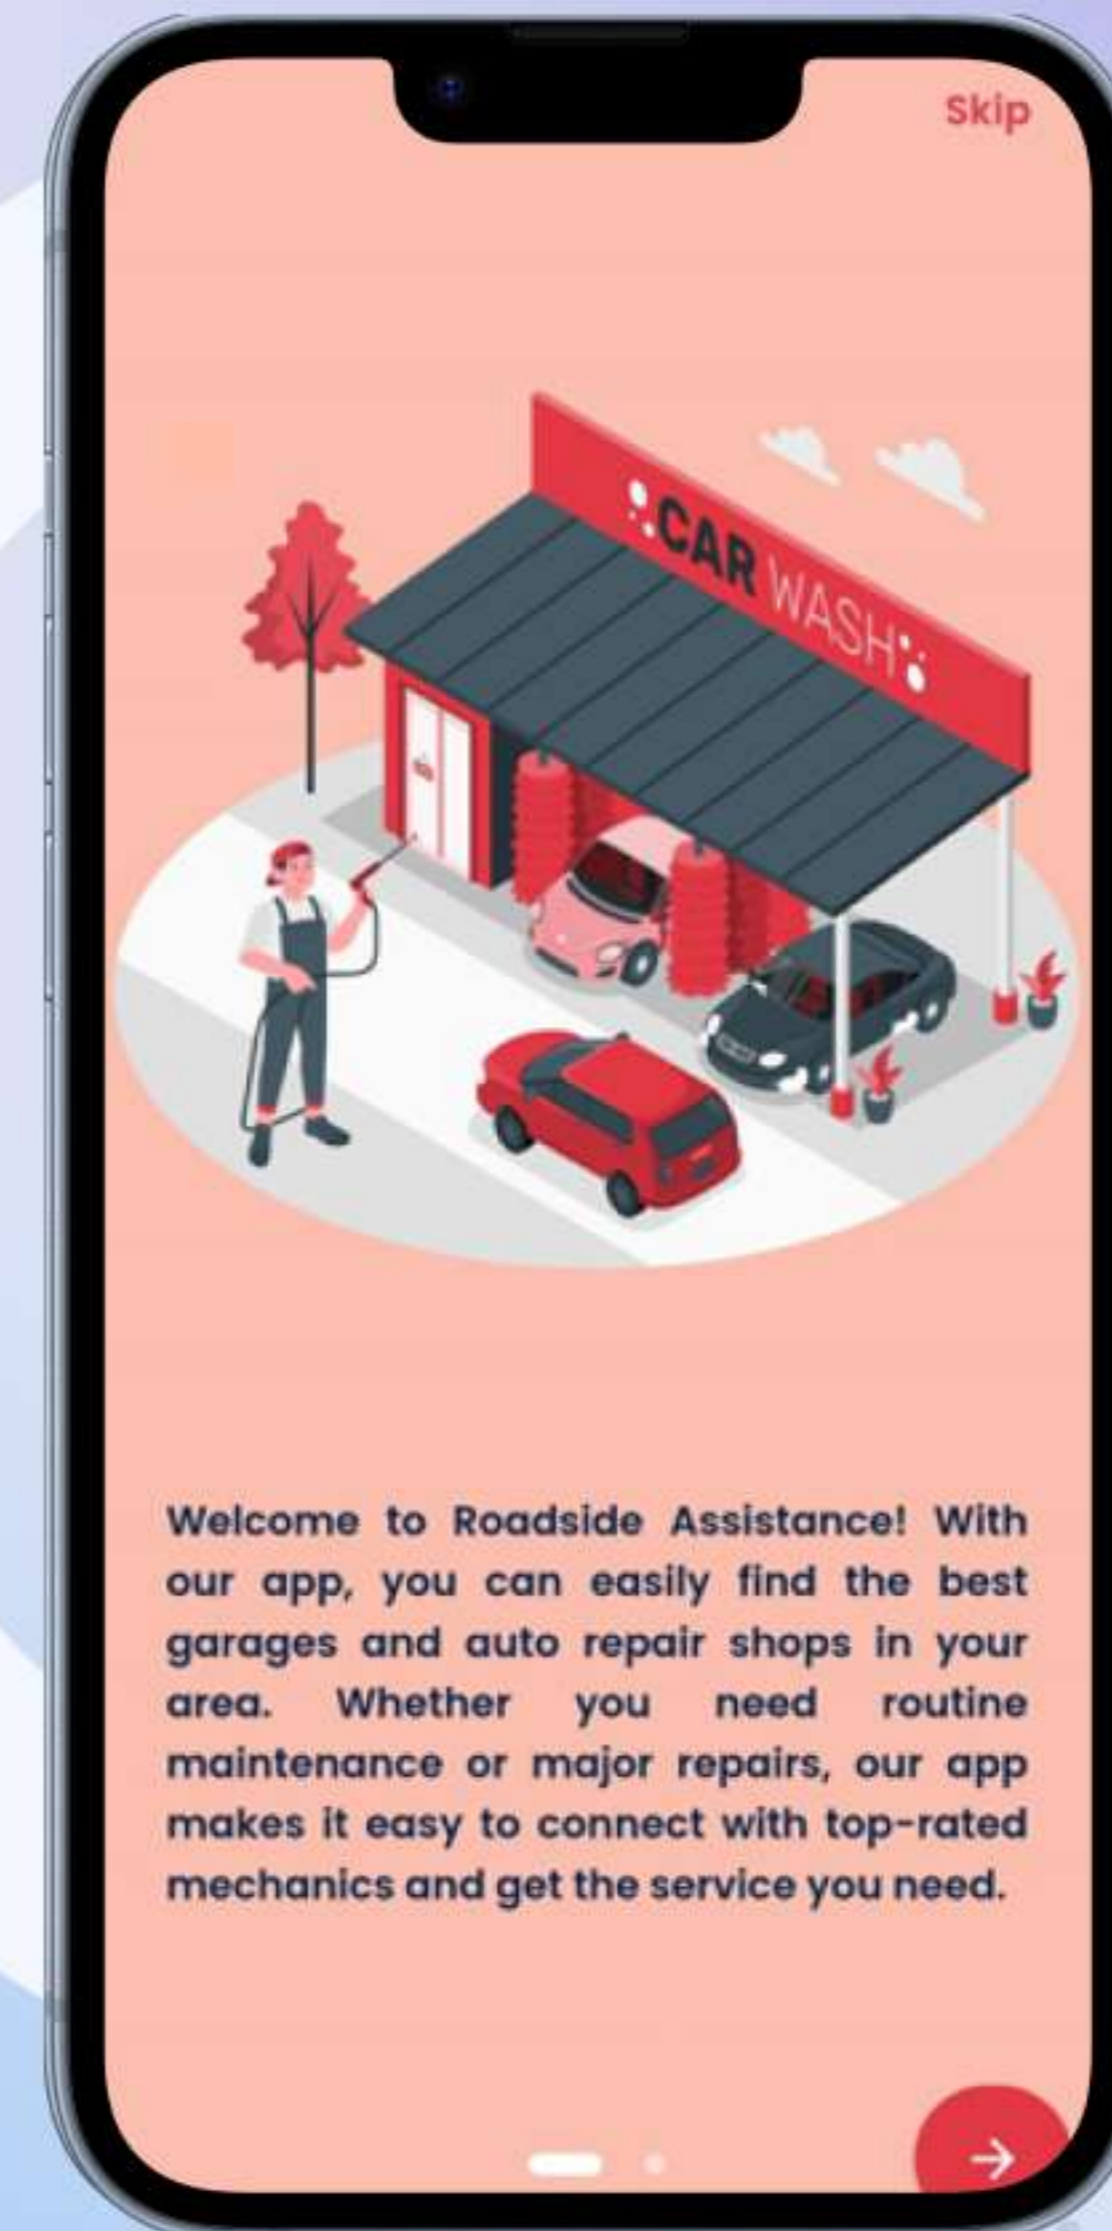 Skip
CAR WASH
Welcome to Roadside Assistance! With
our app, you can easily find the best
garages and auto repair shops in your
area. Whether you need routine
maintenance or major repairs, our app
makes it easy to connect with top-rated
mechanics and get the service you need.